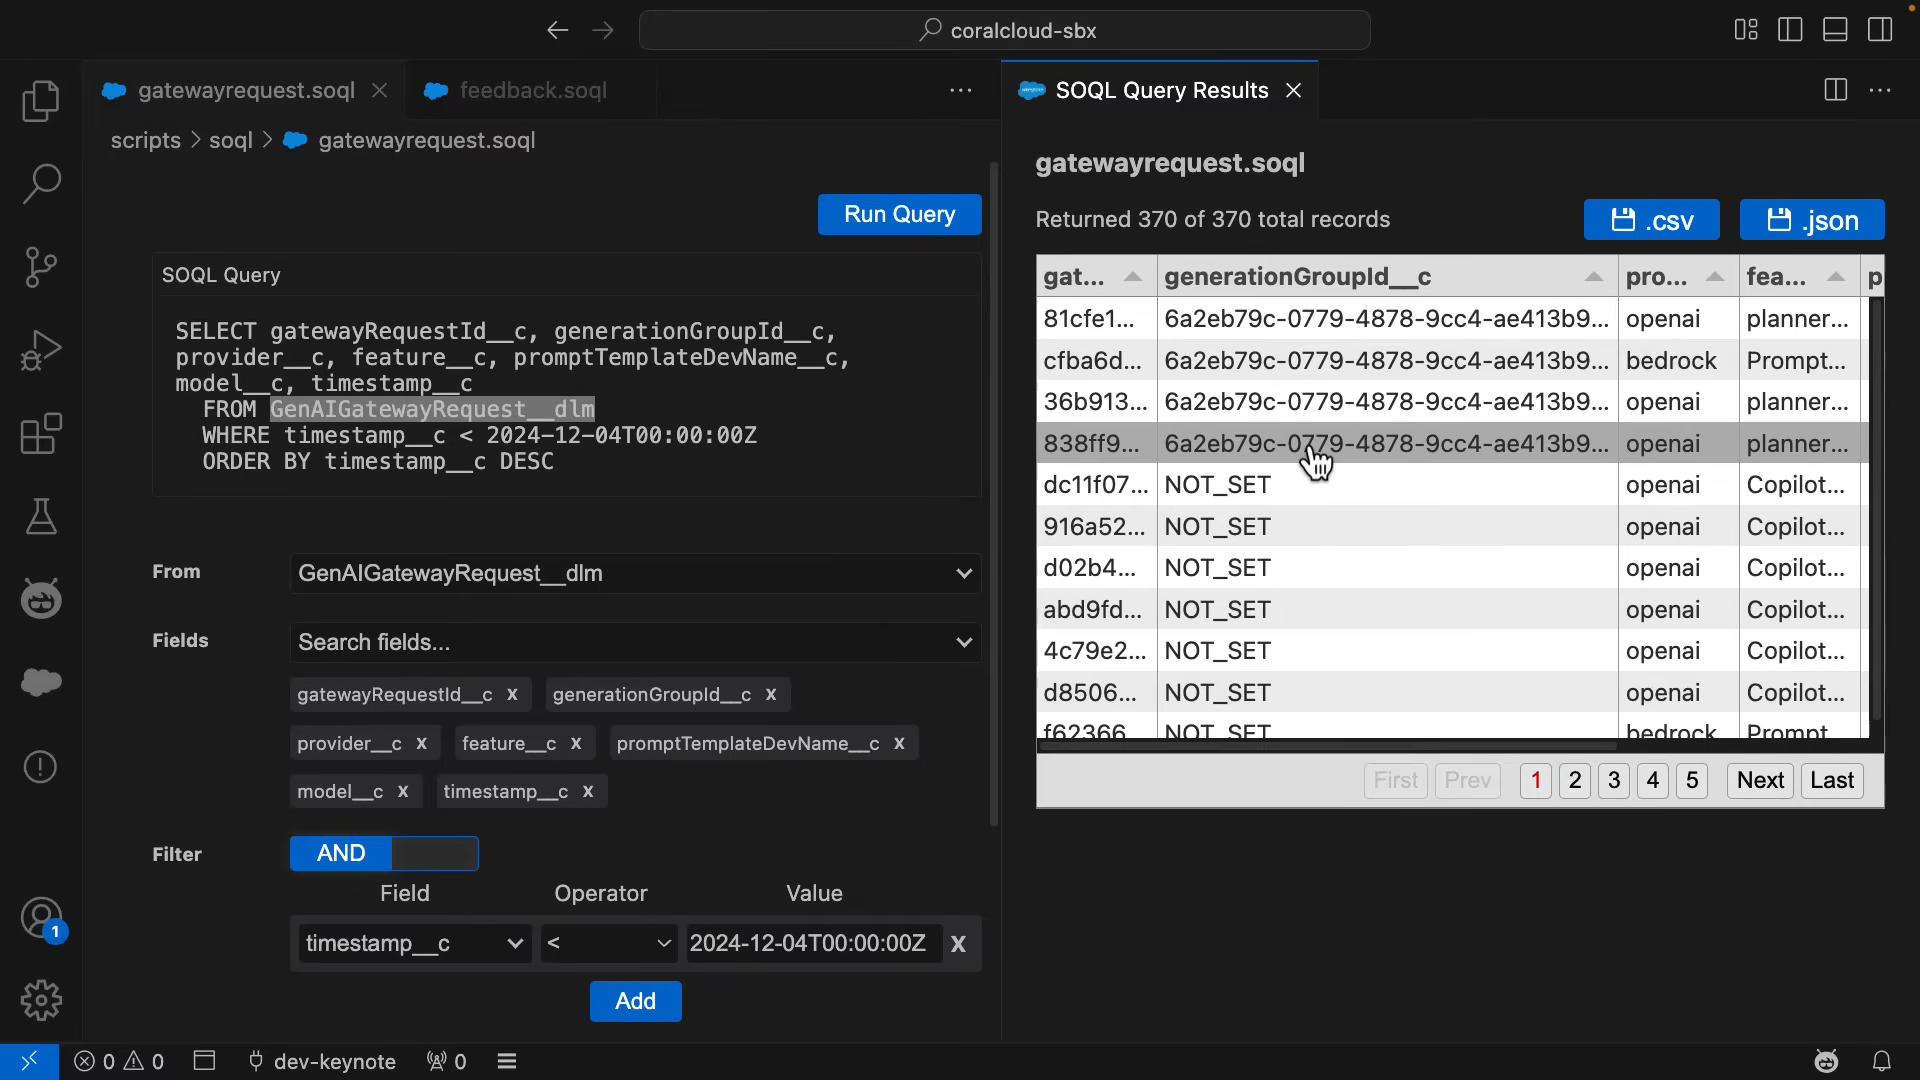 coralcloud-sbx
gatewayrequest.soql
feedback.soql
SOQL Query Results
scripts > soql > gatewayrequest.soql
Run Query
SOQL Query
SELECT gatewayRequestId__c, generationGroupId__c,
provider__c, feature__c, promptTemplateDevName__c,
model__c, timestamp__c
FROM GenAIGatewayRequest__dlm
WHERE timestamp__c < 2024-12-04T00:00:00Z
ORDER BY timestamp__c DESC
From
GenAIGatewayRequest__dlm
Fields
Search fields...
gatewayRequestId__c x
generationGroupId__c x
provider__c x
feature__c x
promptTemplateDevName__c x
model__c x
timestamp__c x
Filter
AND
Field Operator Value
timestamp__c < 2024-12-04T00:00:00Z X
Add
gatewayrequest.soql
Returned 370 of 370 total records
.csv
.json
gat... generationGroupId__c pro... fea... p
81cfe1... 6a2eb79c-0779-4878-9cc4-ae413b9... openai planner...
cfba6d... 6a2eb79c-0779-4878-9cc4-ae413b9... bedrock Prompt...
36b913... 6a2eb79c-0779-4878-9cc4-ae413b9... openai planner...
838ff9... 6a2eb79c-0779-4878-9cc4-ae413b9... openai planner...
dc11f07... NOT_SET openai Copilot...
916a52... NOT_SET openai Copilot...
d02b4... NOT_SET openai Copilot...
abd9fd... NOT_SET openai Copilot...
4c79e2... NOT_SET openai Copilot...
d8506... NOT_SET openai Copilot...
f62366 NOT_SET bedrock Prompt
First Prev 1 2 3 4 5 Next Last
1
0 0 dev-keynote 0